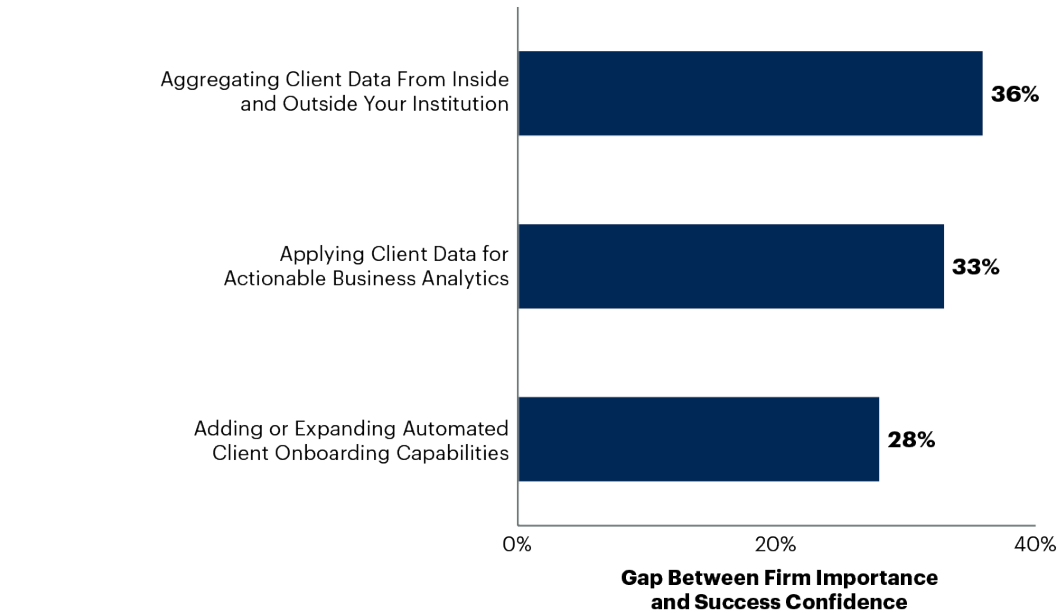 Aggregating Client Data From Inside
and Outside Your Institution
36%
Applying Client Data for
Actionable Business Analytics
33%
Adding or Expanding Automated
Client Onboarding Capabilities
28%
0%
20%
40%
Gap Between Firm Importance
and Success Confidence